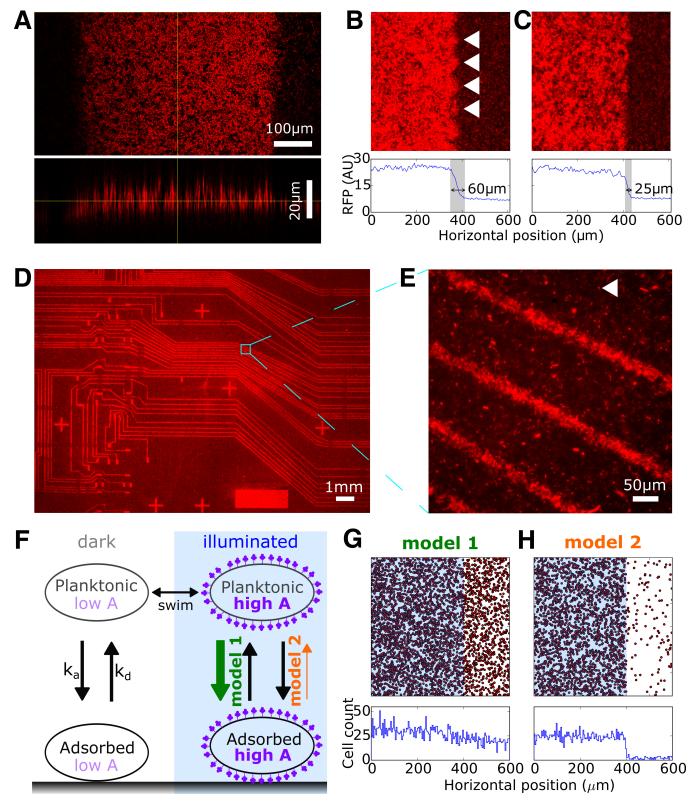 A
B
C
100µm
20µm
RFP (AU)
30
15
0
60µm
25µm
0 200 400 600
0 200 400 600
Horizontal position (µm)
D
E
1mm
50µm
F
dark
illuminated
Planktonic
low A
Planktonic
high A
swim
ka
kd
model 1
model 2
Adsorbed
low A
Adsorbed
high A
G
model 1
H
model 2
Cell count
50
25
0
0 200 400 600
0 200 400 600
Horizontal position (µm)